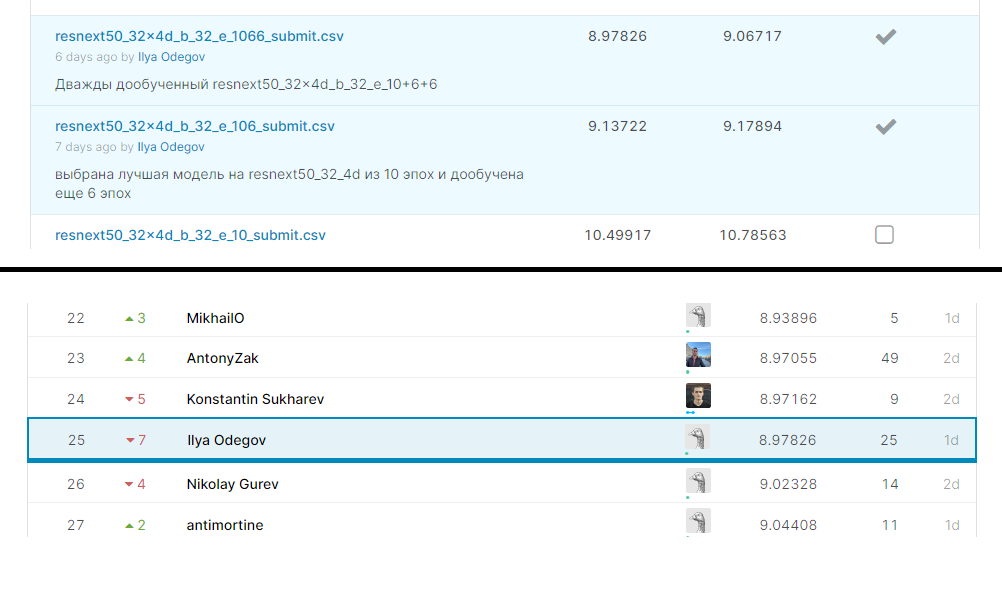 resnext50_32×4d_b_32_e_1066_submit.csv 8.97826 9.06717
6 days ago by Ilya Odegov
Дважды дообученный resnext50_32×4d_b_32_e_10+6+6
resnext50_32×4d_b_32_e_106_submit.csv 9.13722 9.17894
7 days ago by Ilya Odegov
выбрана лучшая модель на resnext50_32_4d из 10 эпох и дообучена
еще 6 эпох
resnext50_32×4d_b_32_e_10_submit.csv 10.49917 10.78563
22 3 MikhailO 8.93896 5 1d
23 4 AntonyZak 8.97055 49 2d
24 5 Konstantin Sukharev 8.97162 9 2d
25 7 Ilya Odegov 8.97826 25 1d
26 4 Nikolay Gurev 9.02328 14 2d
27 2 antimortine 9.04408 11 1d